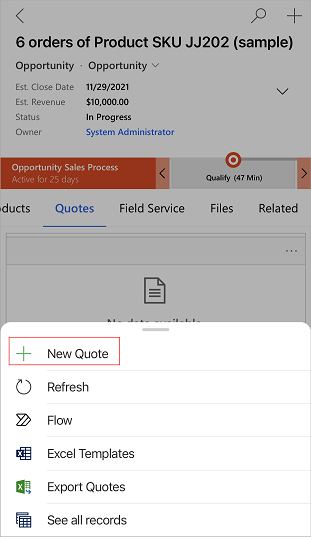 6 orders of Product SKU JJ202 (sample)
Opportunity · Opportunity
Est. Close Date 11/29/2021
Est. Revenue $10,000.00
Status In Progress
Owner System Administrator
Opportunity Sales Process
Active for 25 days
Qualify (47 Min)
oducts Quotes Field Service Files Related
...
No data available
New Quote
Refresh
Flow
Excel Templates
Export Quotes
See all records